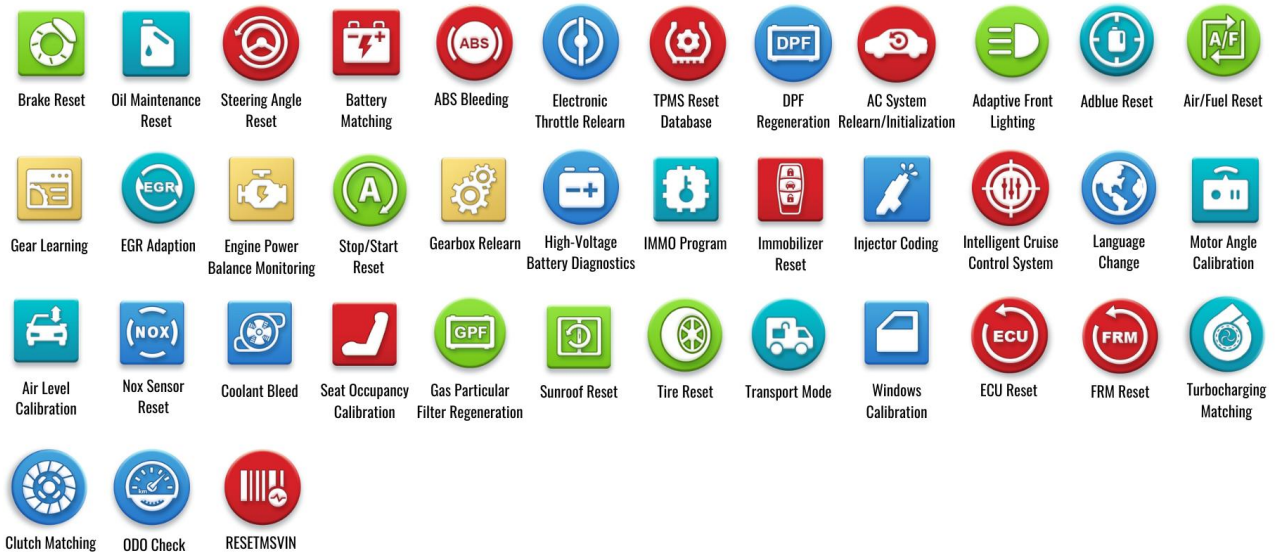 ABS
DPF
A/F
Brake Reset
Oil Maintenance
Reset
Steering Angle
Reset
Battery
Matching
ABS Bleeding
Electronic
Throttle Relearn
TPMS Reset
Database
DPF
Regeneration
AC System
Relearn/Initialization
Adaptive Front
Lighting
Adblue Reset
Air/Fuel Reset
EGR
A
Gear Learning
EGR Adaption
Engine Power
Balance Monitoring
Stop/Start
Reset
Gearbox Relearn
High-Voltage
Battery Diagnostics
IMMO Program
Immobilizer
Reset
Injector Coding
Intelligent Cruise
Control System
Language
Change
Motor Angle
Calibration
NOX
GPF
ECU
FRM
Air Level
Calibration
Nox Sensor
Reset
Coolant Bleed
Seat Occupancy
Calibration
Gas Particular
Filter Regeneration
Sunroof Reset
Tire Reset
Transport Mode
Windows
Calibration
ECU Reset
FRM Reset
Turbocharging
Matching
km
Clutch Matching
ODO Check
RESETMSVIN